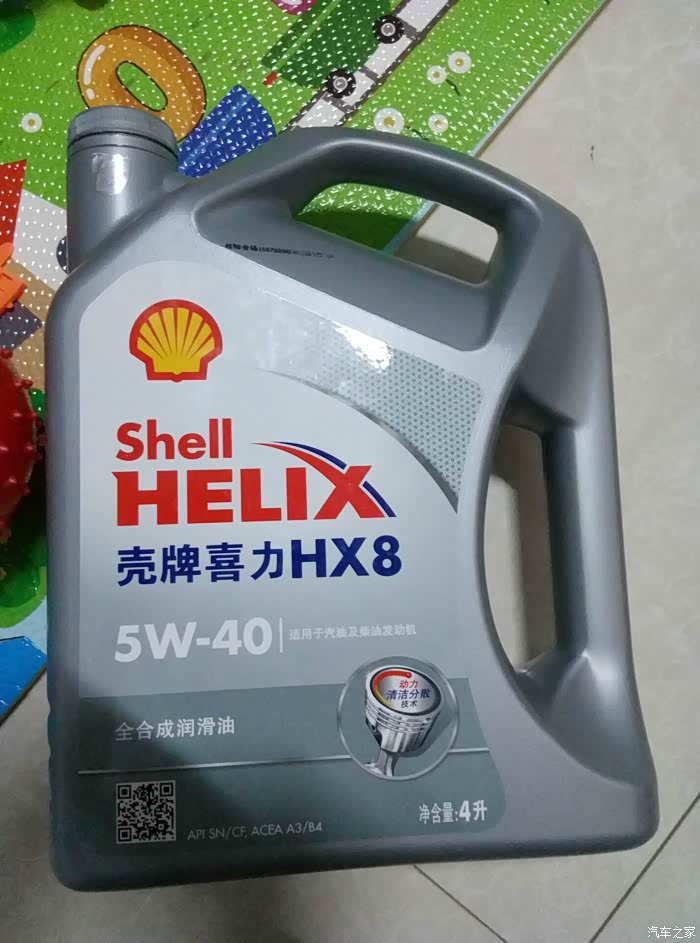 Shell
HELIX
壳牌喜力HX8
5W-40
适用于汽油及柴油发动机
动力
清洁分散
技术
全合成润滑油
API SN/CF, ACEA A3/B4
净含量:4升
汽车之家